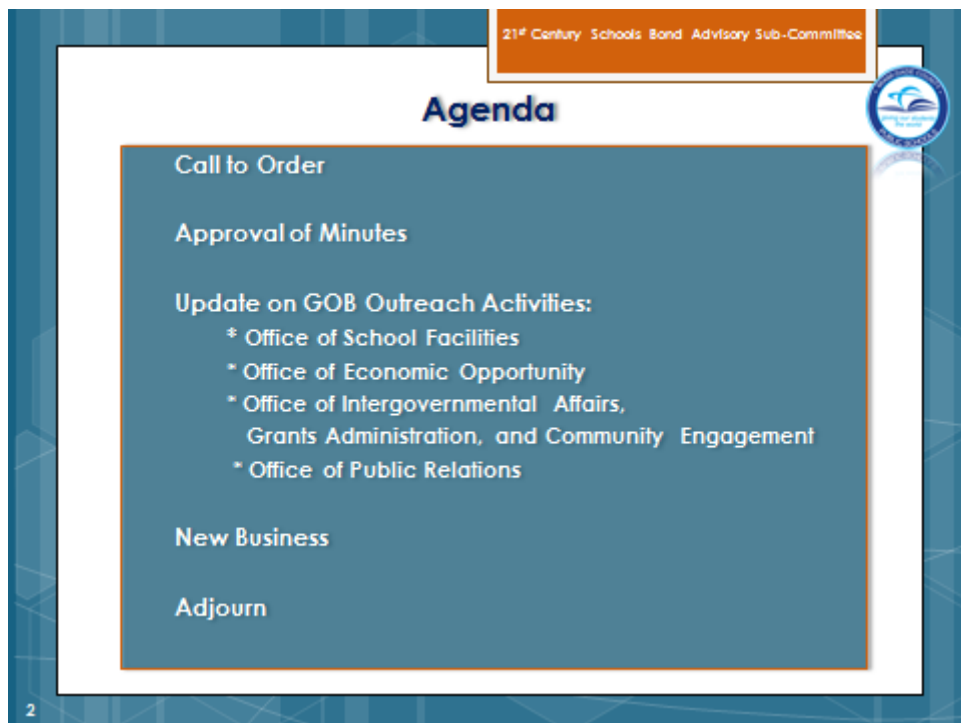 21st Century Schools Bond Advisory Sub-Committee
Agenda
Call to Order
Approval of Minutes
Update on GOB Outreach Activities:
* Office of School Facilities
* Office of Economic Opportunity
* Office of Intergovernmental Affairs,
Grants Administration, and Community Engagement
* Office of Public Relations
New Business
Adjourn
2